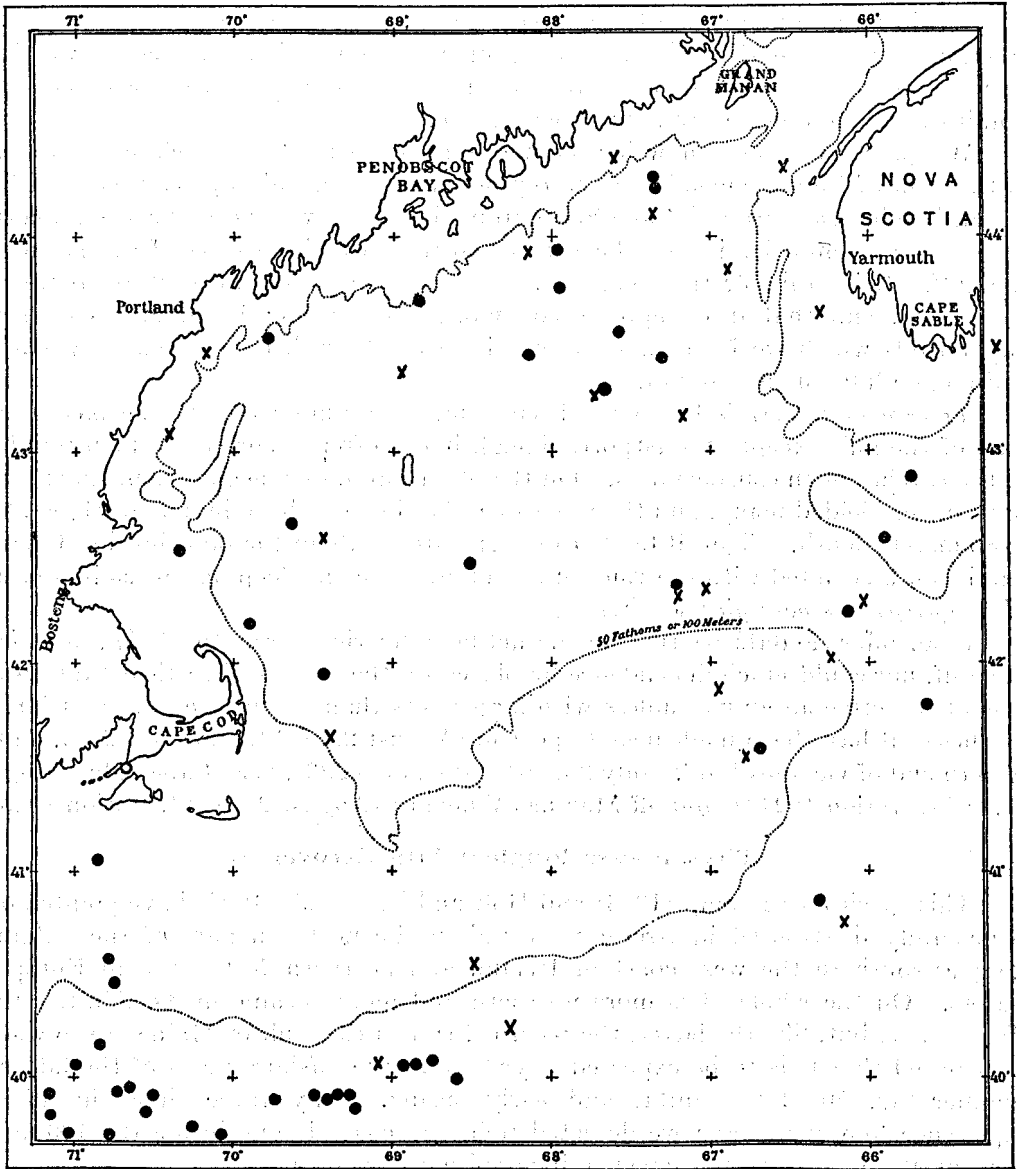 71° 70° 69° 68° 67° 66°
GRAND
MANAN
PENOBSCOT
BAY
NOVA
SCOTIA
44° 44°
Yarmouth
Portland
CAPE
SABLE
43° 43°
Boston
50 Fathoms or 100 Meters
42° 42°
CAPE COD
41° 41°
40° 40°
71° 70° 69° 68° 67° 66°